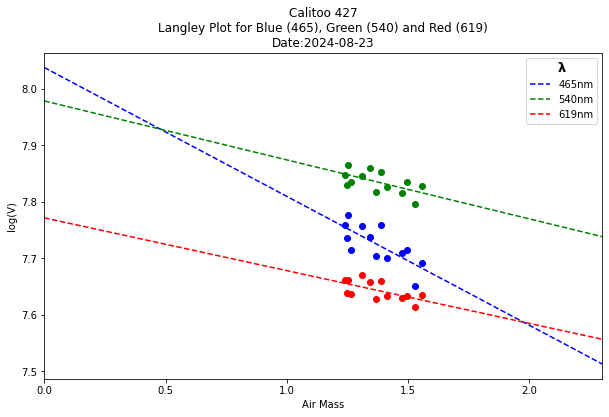 Calitoo 427
Langley Plot for Blue (465), Green (540) and Red (619)
Date:2024-08-23
λ
465nm
540nm
619nm
8.0
7.9
7.8
7.7
7.6
7.5
log(V)
0.0
0.5
1.0
1.5
2.0
Air Mass